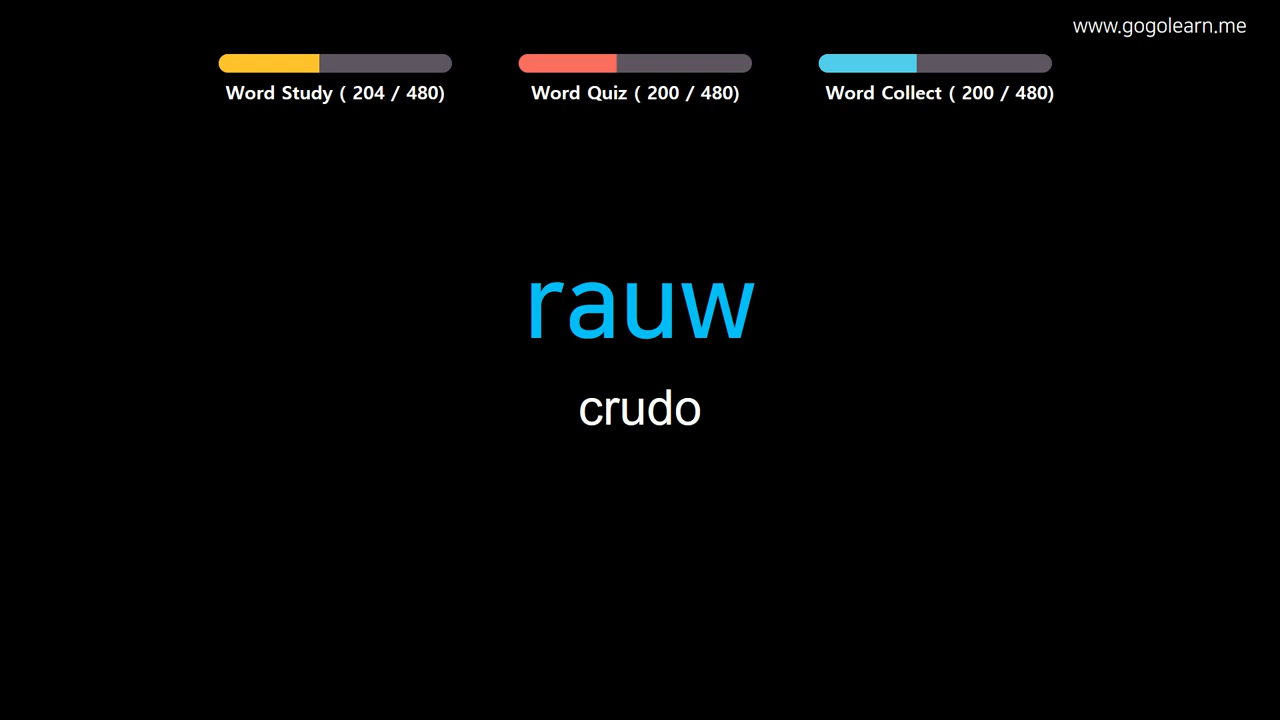 www.gogolearn.me
Word Study ( 204 / 480)
Word Quiz ( 200 / 480)
Word Collect ( 200 / 480)
rauw
crudo